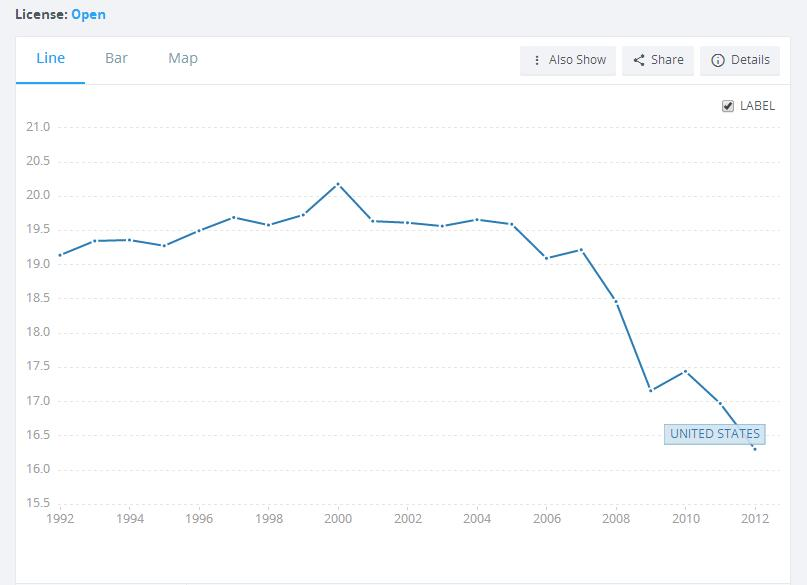 License: Open
Line Bar Map Also Show Share Details
LABEL
21.0
20.5
20.0
19.5
19.0
18.5
18.0
17.5
17.0
16.5
UNITED STATES
16.0
15.5
1992 1994 1996 1998 2000 2002 2004 2006 2008 2010 2012